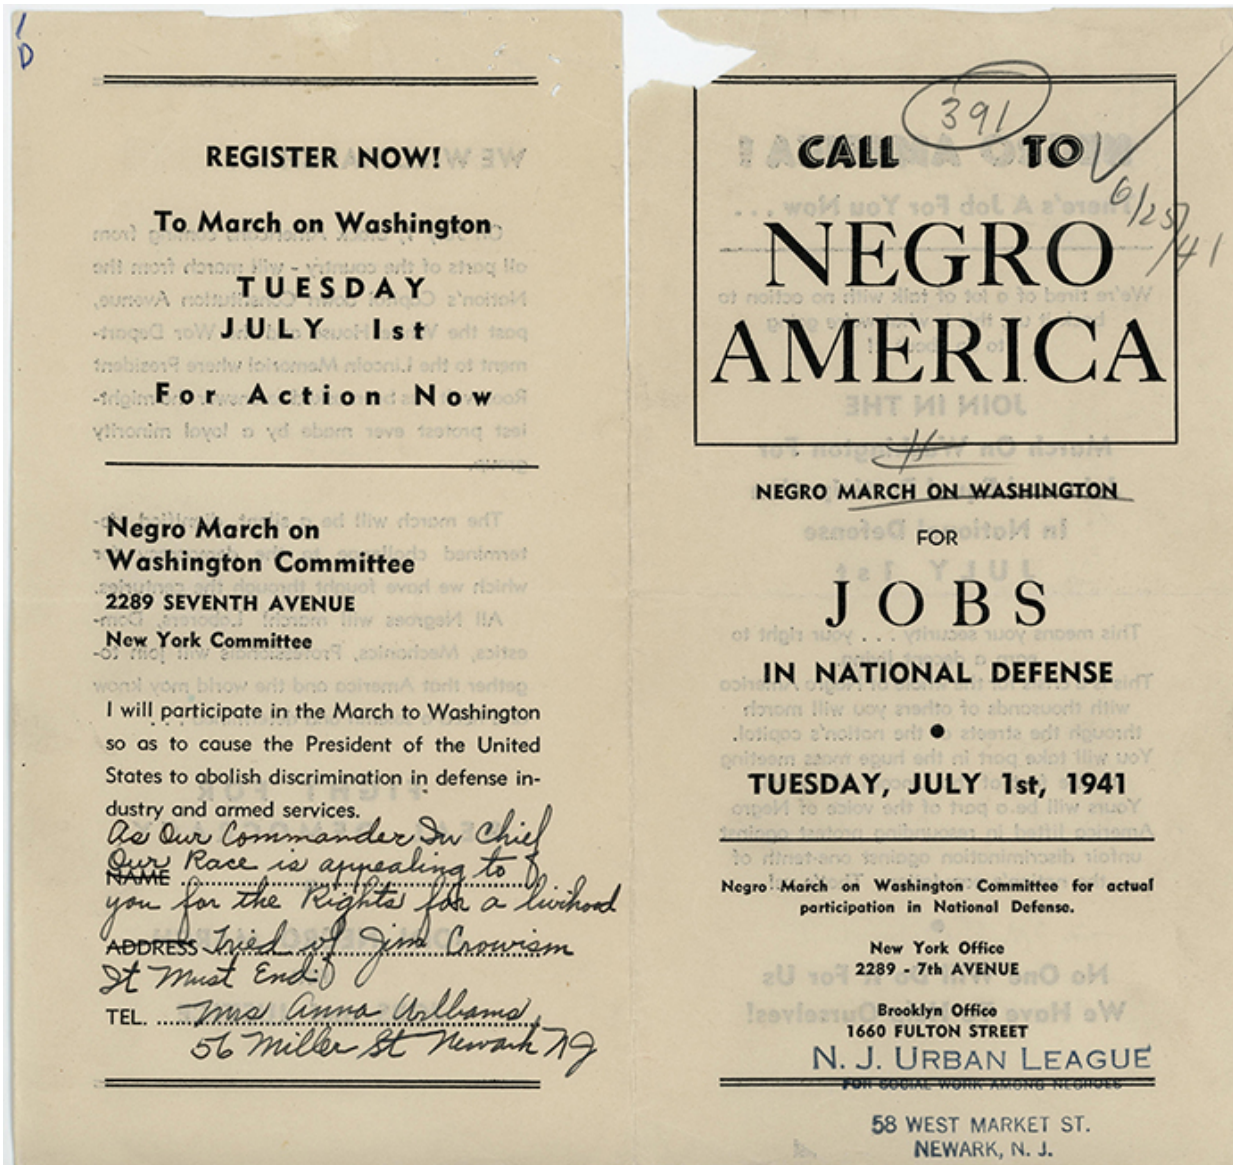 1
D
REGISTER NOW!
To March on Washington
TUESDAY
JULY 1st
For Action Now
Negro March on
Washington Committee
2289 SEVENTH AVENUE
New York Committee
I will participate in the March to Washington
so as to cause the President of the United
States to abolish discrimination in defense in-
dustry and armed services.
As Our Commander In Chief
Our Race is appealing to
NAME
you for the Rights for a livihood
ADDRESS Tried of Jim Crowism
It Must End
TEL. Mrs Anna Williams
56 Miller St Newark NJ
391
CALL TO
6/25/41
NEGRO
AMERICA
NEGRO MARCH ON WASHINGTON
FOR
JOBS
IN NATIONAL DEFENSE
TUESDAY, JULY 1st, 1941
Negro March on Washington Committee for actual
participation in National Defense.
New York Office
2289 - 7th AVENUE
Brooklyn Office
1660 FULTON STREET
N. J. URBAN LEAGUE
FOR SOCIAL WORK AMONG NEGROES
58 WEST MARKET ST.
NEWARK, N. J.